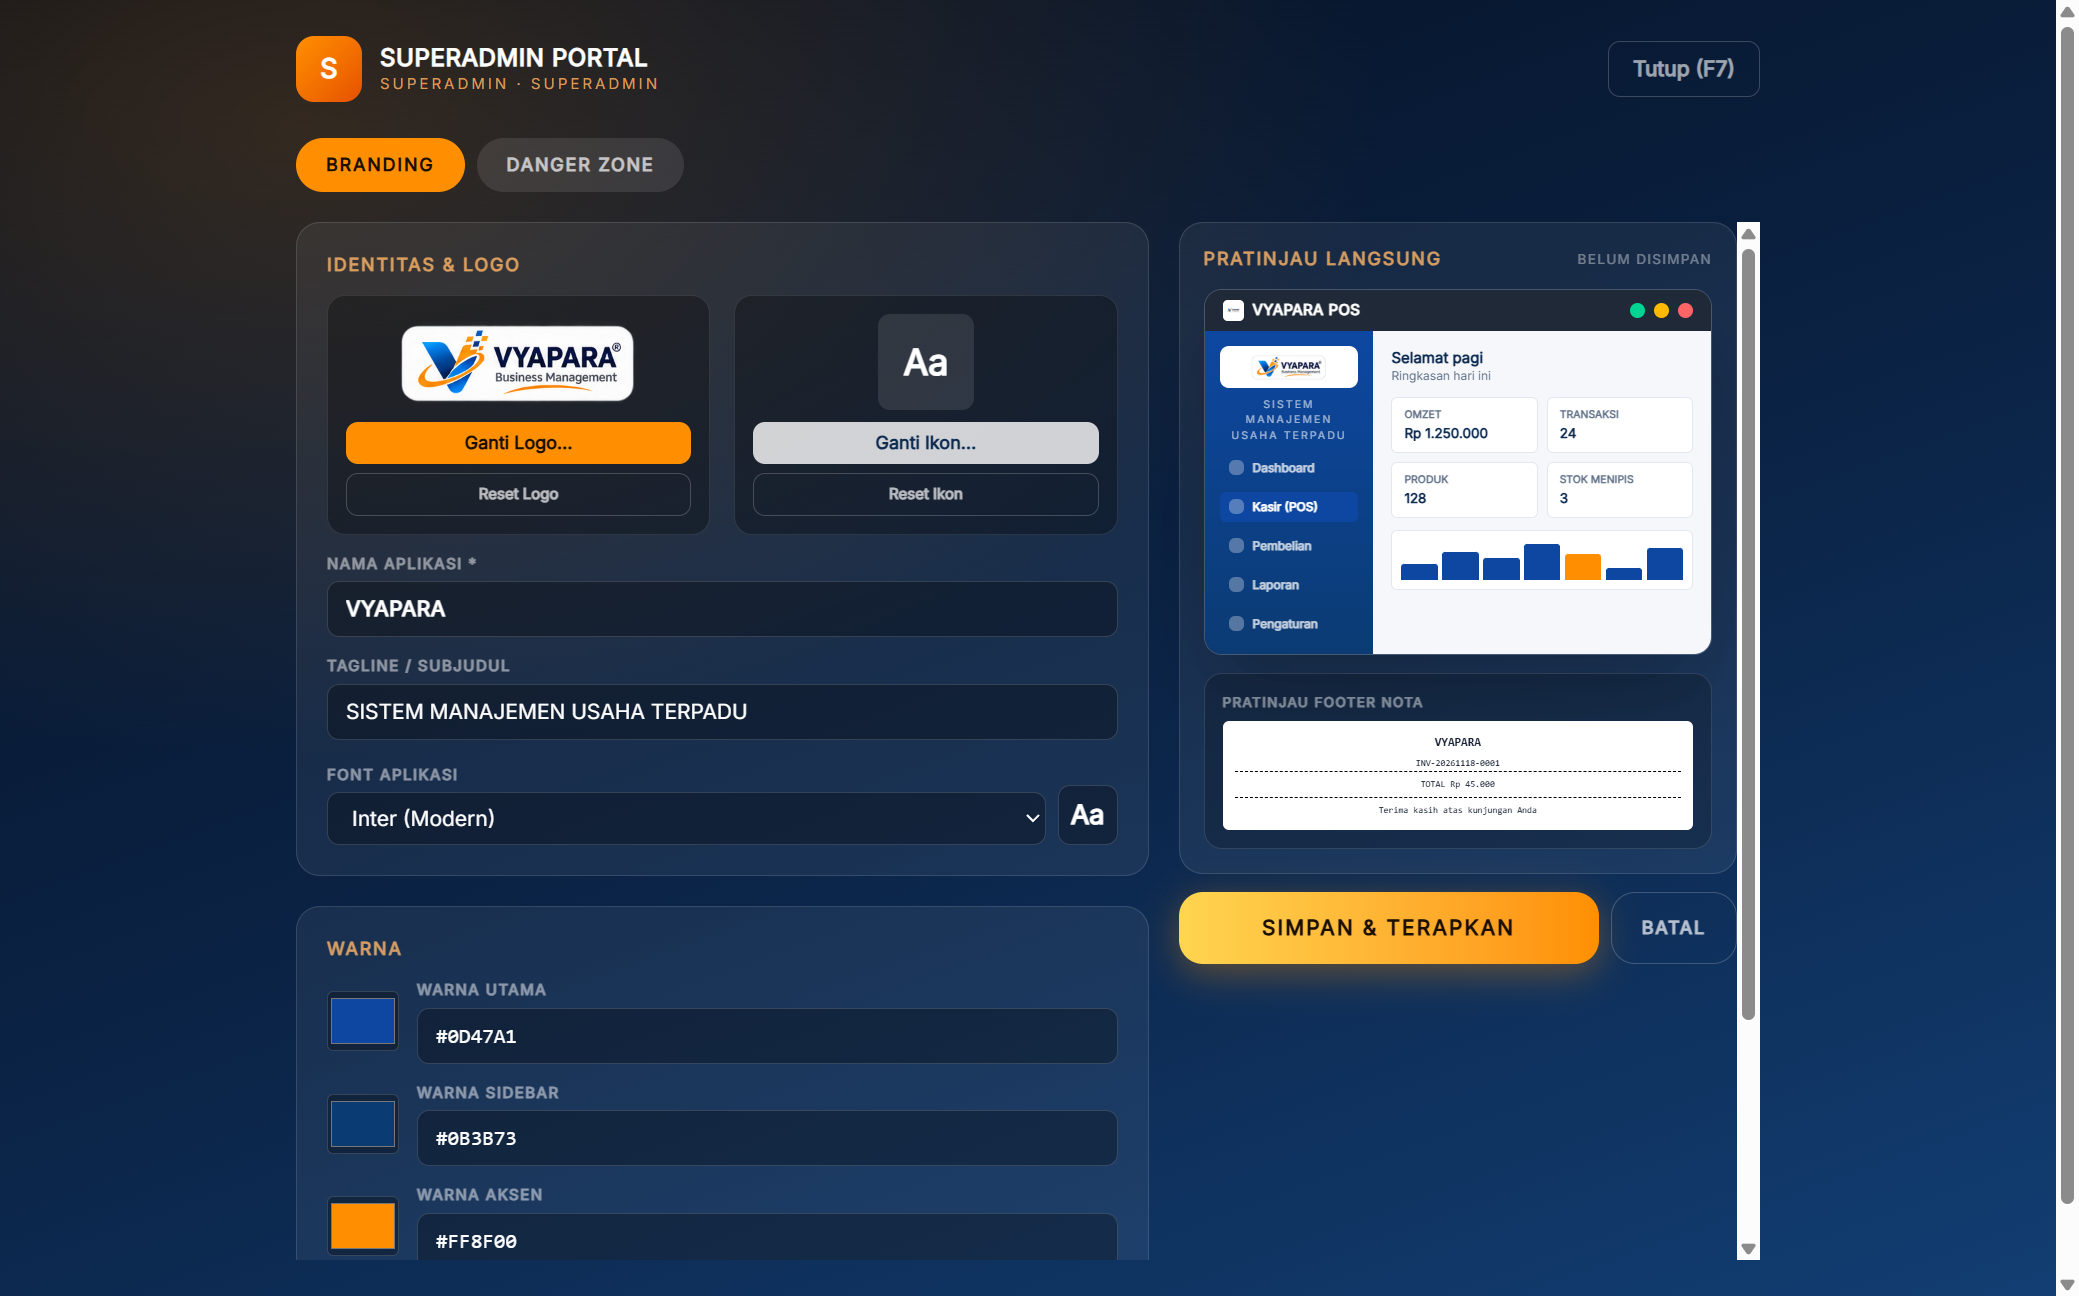 S
SUPERADMIN PORTAL
SUPERADMIN · SUPERADMIN
Tutup (F7)
BRANDING
DANGER ZONE
IDENTITAS & LOGO
VYAPARA®
Business Management
Ganti Logo...
Reset Logo
Aa
Ganti Ikon...
Reset Ikon
NAMA APLIKASI *
VYAPARA
TAGLINE / SUBJUDUL
SISTEM MANAJEMEN USAHA TERPADU
FONT APLIKASI
Inter (Modern)
Aa
WARNA
WARNA UTAMA
#0D47A1
WARNA SIDEBAR
#0B3B73
WARNA AKSEN
#FF8F00
PRATINJAU LANGSUNG
BELUM DISIMPAN
VYAPARA POS
VYAPARA
Business Management
SISTEM
MANAJEMEN
USAHA TERPADU
Dashboard
Kasir (POS)
Pembelian
Laporan
Pengaturan
Selamat pagi
Ringkasan hari ini
OMZET
Rp 1.250.000
TRANSAKSI
24
PRODUK
128
STOK MENIPIS
3
PRATINJAU FOOTER NOTA
VYAPARA
INV-20261118-0001
TOTAL Rp 45.000
Terima kasih atas kunjungan Anda
SIMPAN & TERAPKAN
BATAL